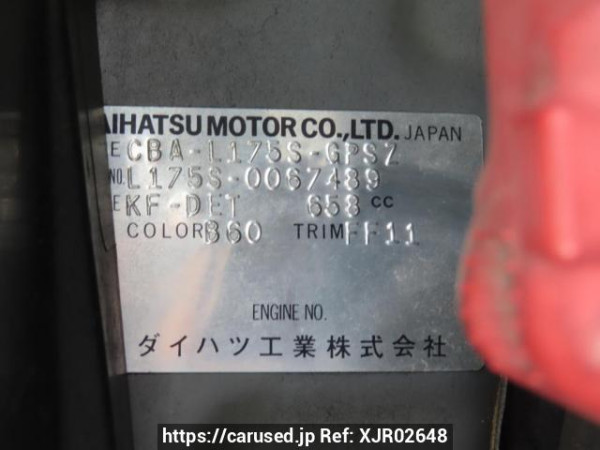 AIHATSU MOTOR CO.,LTD. JAPAN
E CBA-L175S-GPSZ
NO. L175S-0067489
E KF-DET 658 CC
COLOR B60 TRIM FF11
ENGINE NO.
ダイハツ工業株式会社
https://carused.jp Ref: XJR02648